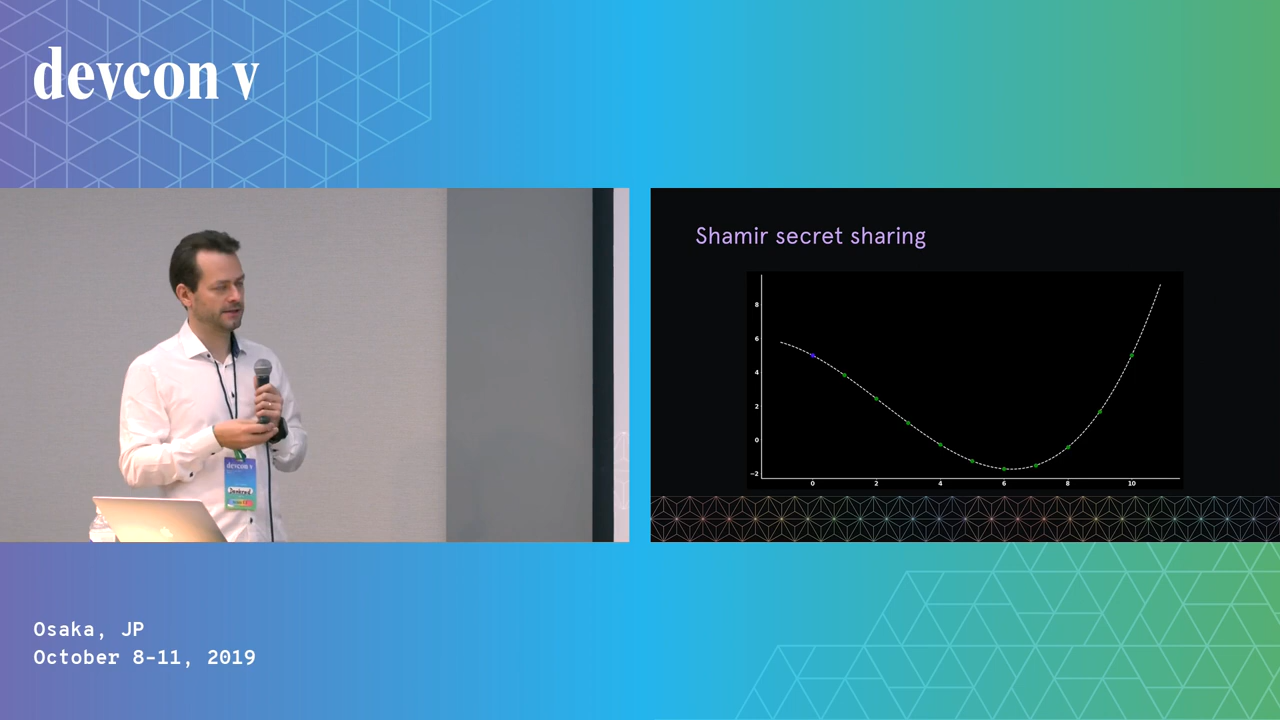 devcon v
Shamir secret sharing
8
6
4
2
0
−2
0
2
4
6
8
10
devcon v
Osaka, JP
October 8-11, 2019